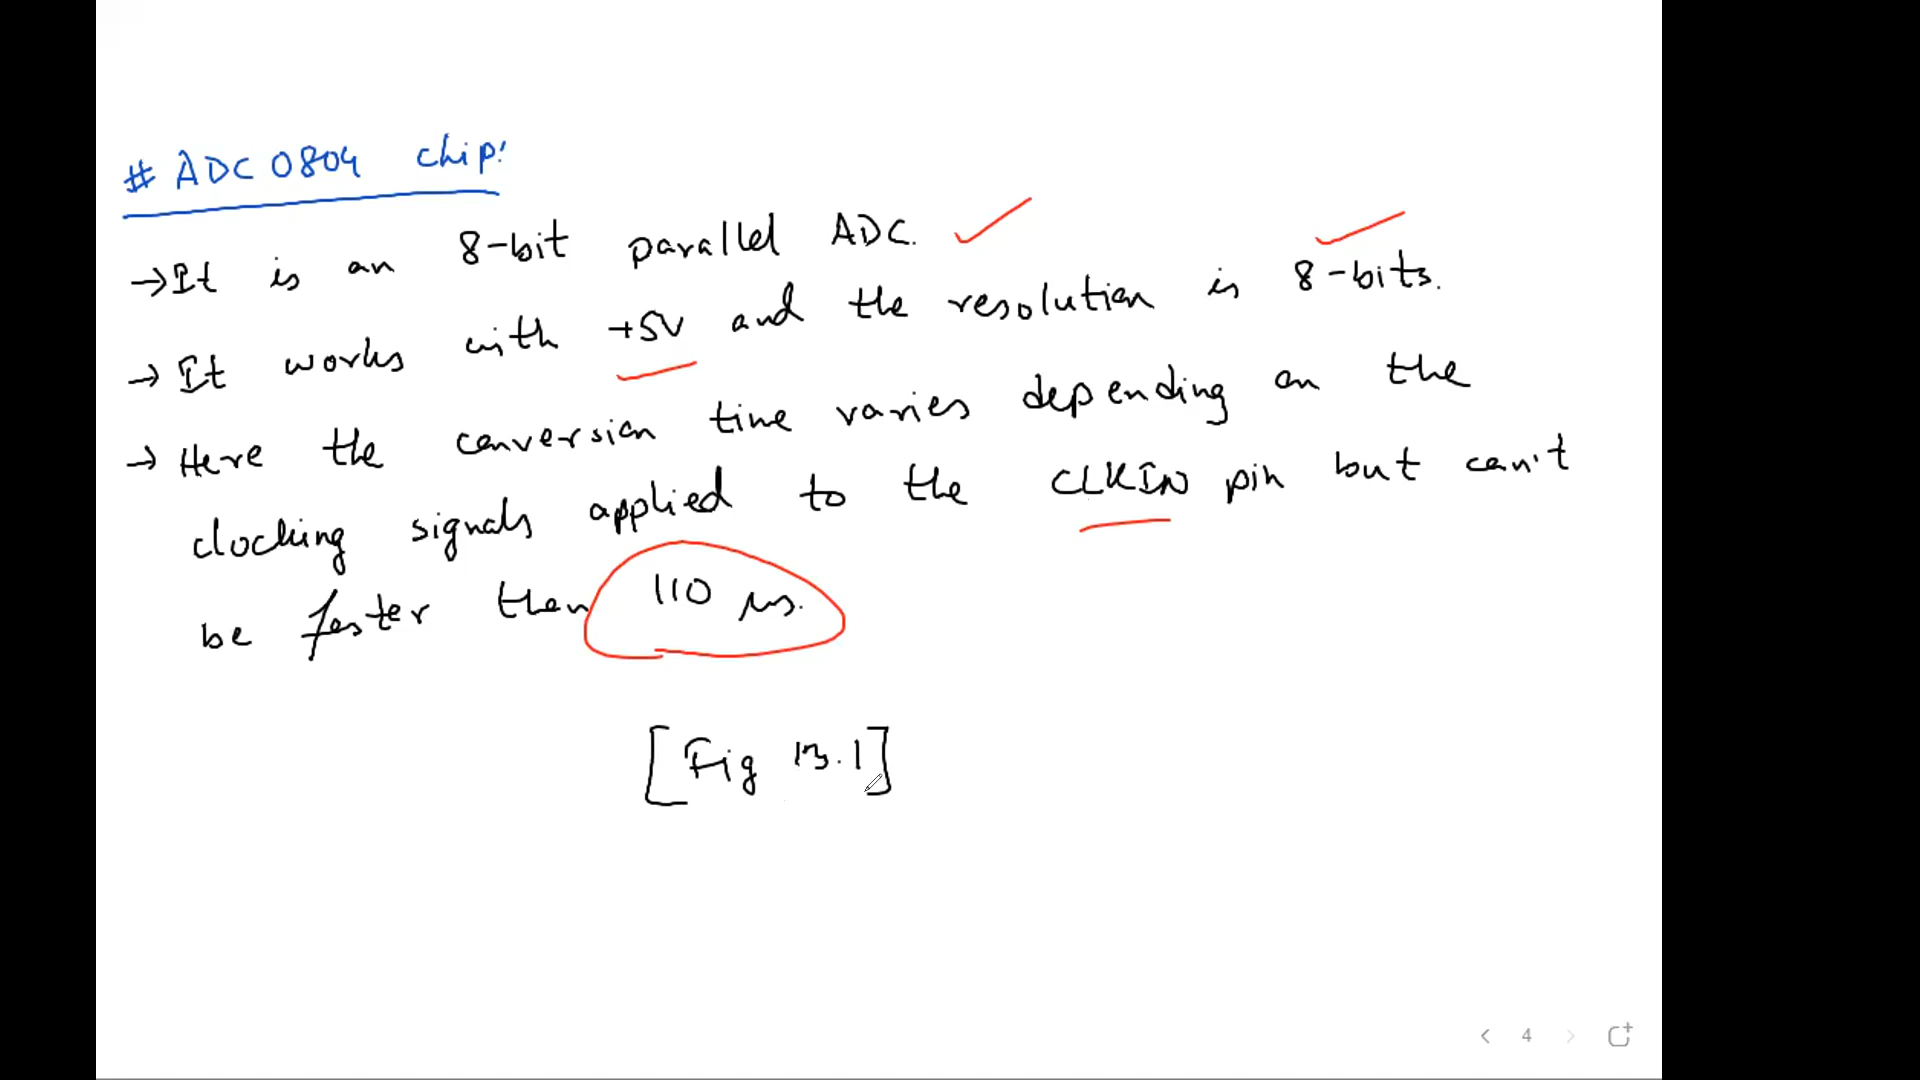 # ADC 0804 chip:
→ It is an 8-bit parallel ADC.
→ It works with +5V and the resolution is 8-bits.
→ Here the conversion time varies depending on the
clocking signals applied to the CLKIN pin but can't
be faster than 110 μs.
[Fig 13.1]
4